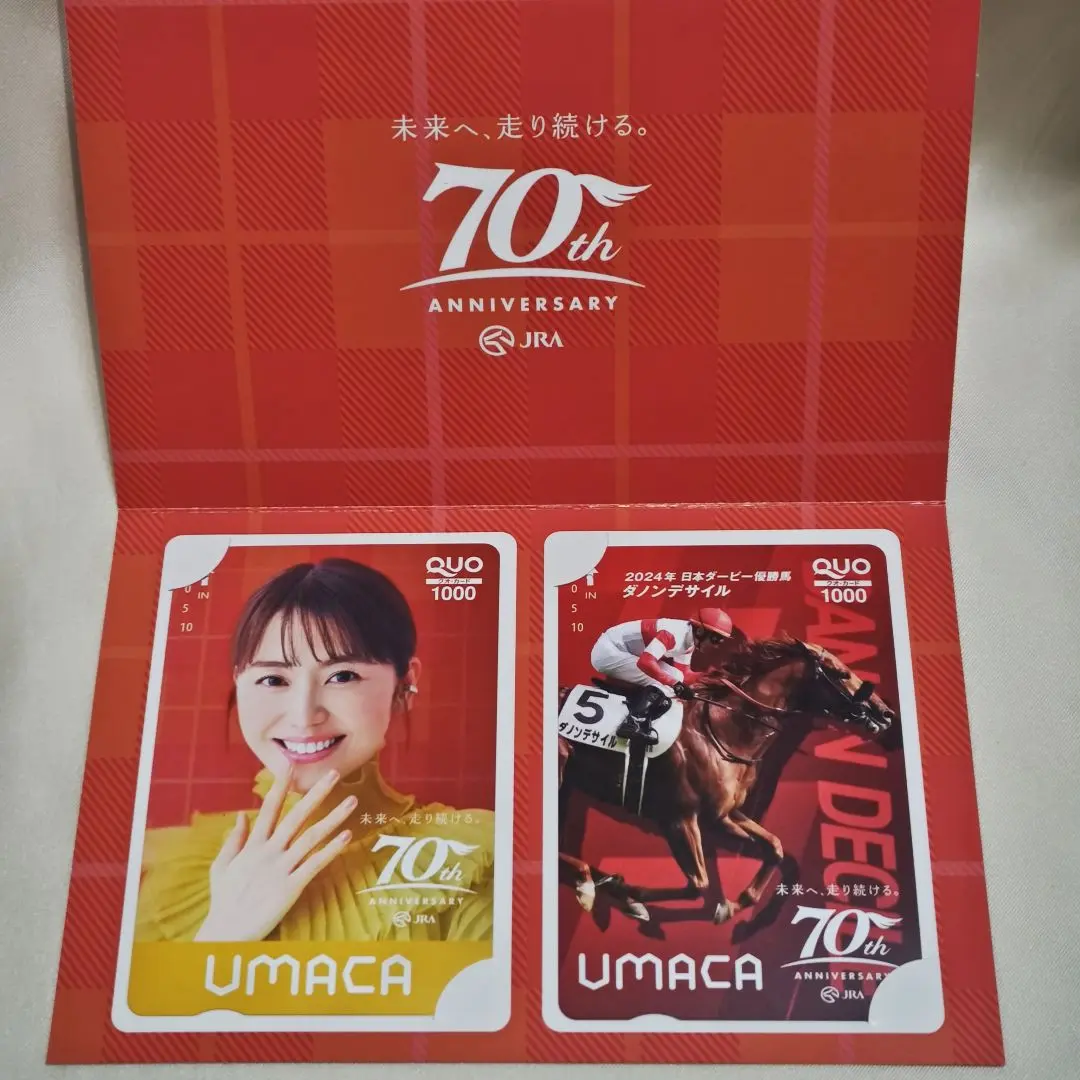 未来へ、走り続ける。
70th
ANNIVERSARY
JRA
QUO
クオ・カード
1000
IN
0
5
10
未来へ、走り続ける。
70th
ANNIVERSARY
JRA
UMACA
QUO
クオ・カード
1000
2024年 日本ダービー優勝馬
ダノンデサイル
IN
0
5
10
5
ダノンデサイル
未来へ、走り続ける。
70th
ANNIVERSARY
JRA
UMACA